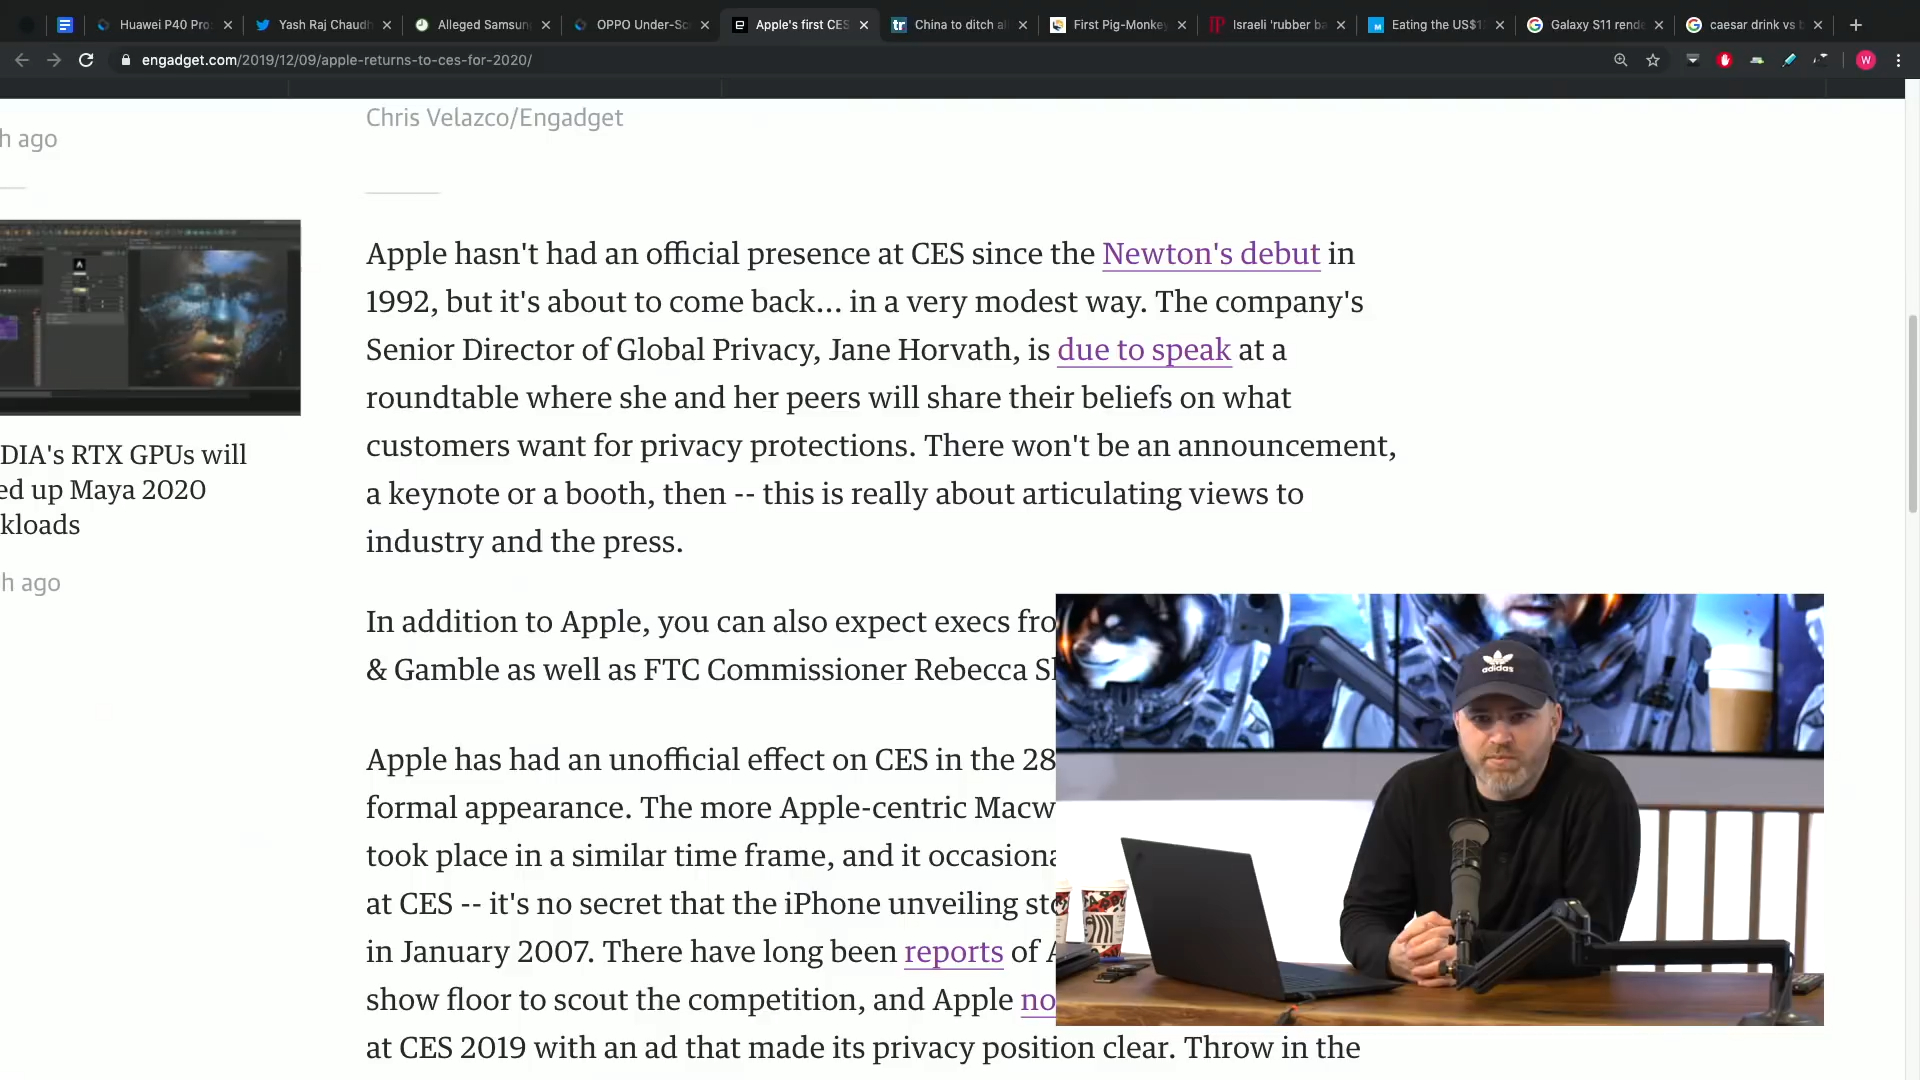 Huawei P40 Pro
Yash Raj Chaudh
Alleged Samsun
OPPO Under-Sc
Apple's first CES
China to ditch al
First Pig-Monkey
Israeli 'rubber ba
Eating the US$1
Galaxy S11 rende
caesar drink vs b
engadget.com/2019/12/09/apple-returns-to-ces-for-2020/
W
Chris Velazco/Engadget
h ago
Apple hasn't had an official presence at CES since the Newton's debut in
1992, but it's about to come back... in a very modest way. The company's
Senior Director of Global Privacy, Jane Horvath, is due to speak at a
roundtable where she and her peers will share their beliefs on what
customers want for privacy protections. There won't be an announcement,
a keynote or a booth, then -- this is really about articulating views to
industry and the press.
DIA's RTX GPUs will
ed up Maya 2020
kloads
h ago
In addition to Apple, you can also expect execs fro
& Gamble as well as FTC Commissioner Rebecca Sl
Apple has had an unofficial effect on CES in the 28
formal appearance. The more Apple-centric Macw
took place in a similar time frame, and it occasiona
at CES -- it's no secret that the iPhone unveiling sto
in January 2007. There have long been reports of A
show floor to scout the competition, and Apple no
at CES 2019 with an ad that made its privacy position clear. Throw in the
adidas